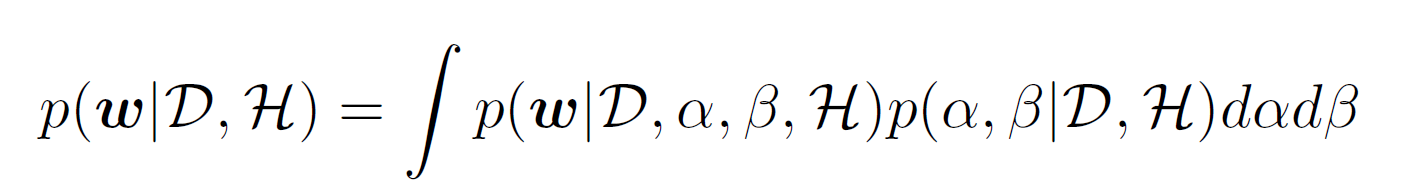 p(𝒘|𝒟, ℋ) = ∫ p(𝒘|𝒟, α, β, ℋ)p(α, β|𝒟, ℋ)dαdβ